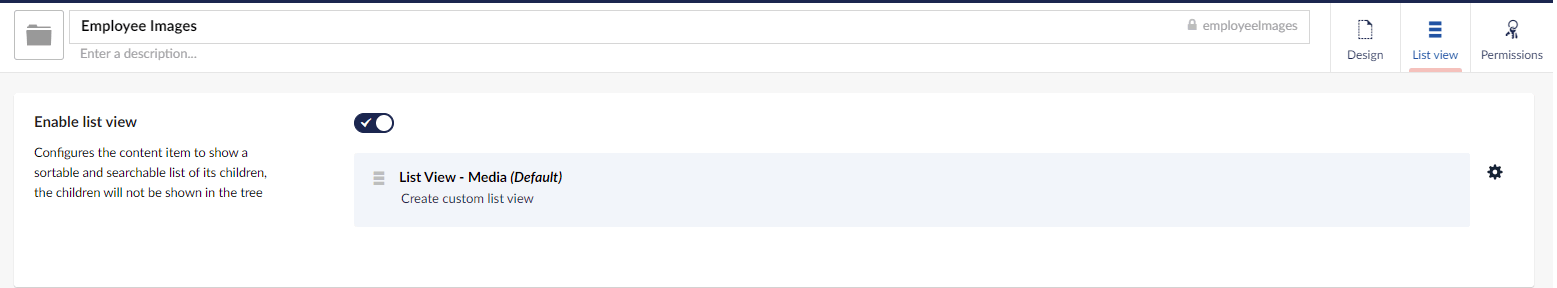 Employee Images
employeeImages
Enter a description...
Design
List view
Permissions
Enable list view
Configures the content item to show a
sortable and searchable list of its children,
the children will not be shown in the tree
List View - Media (Default)
Create custom list view